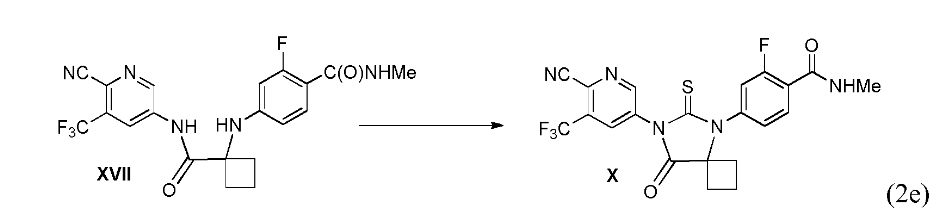 F
NC N C(O)NHMe
F₃C NH HN
XVII O
F O
NC N S NHMe
F₃C N N
X O
(2e)